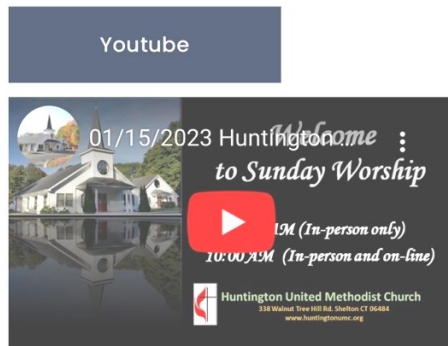 Youtube
01/15/2023 Huntington ...
Welcome
to Sunday Worship
AM (In-person only)
10:00 AM (In-person and on-line)
Huntington United Methodist Church
338 Walnut Tree Hill Rd. Shelton CT 06484
www.huntingtonumc.org